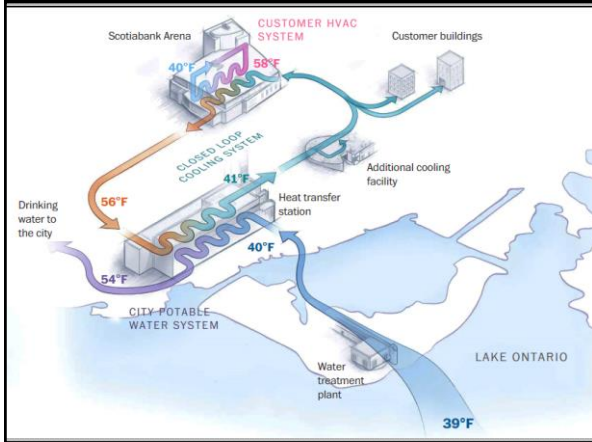 CUSTOMER HVAC
SYSTEM
Scotiabank Arena
Customer buildings
40°F
58°F
CLOSED LOOP
COOLING SYSTEM
41°F
Additional cooling
facility
56°F
Heat transfer
station
Drinking
water to
the city
40°F
54°F
CITY POTABLE
WATER SYSTEM
Water
treatment
plant
LAKE ONTARIO
39°F